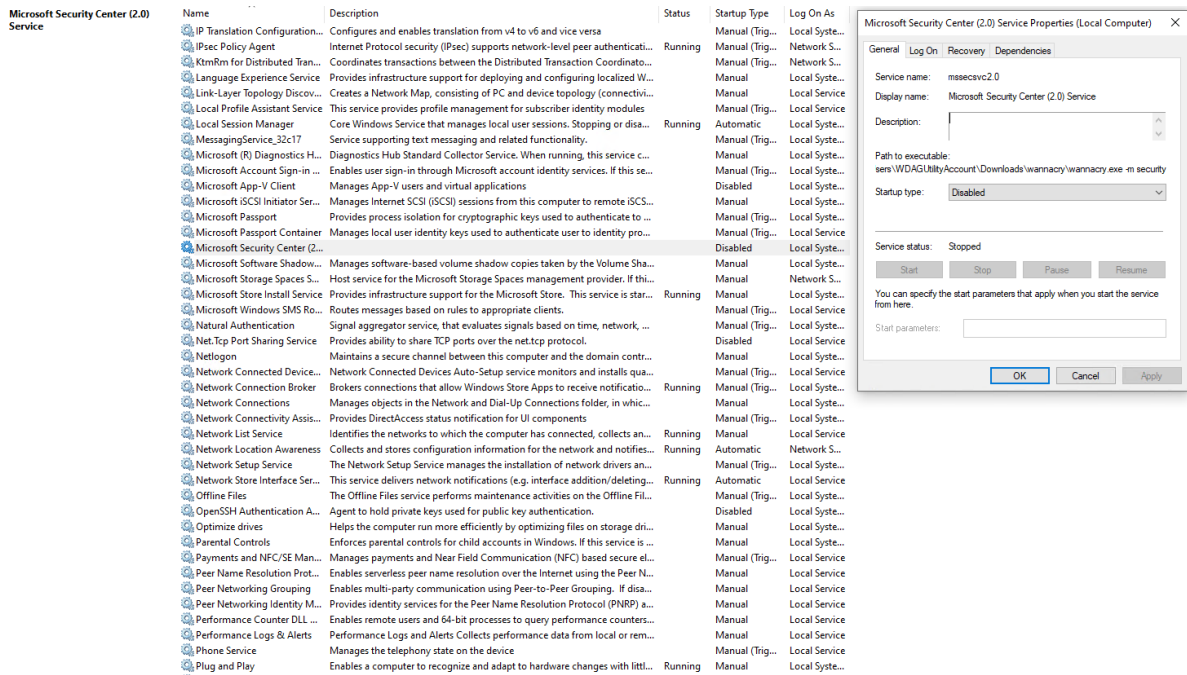 Microsoft Security Center (2.0)
Service
Name Description Status Startup Type Log On As
IP Translation Configuration... Configures and enables translation from v4 to v6 and vice versa Manual (Trig... Local Syste...
IPsec Policy Agent Internet Protocol security (IPsec) supports network-level peer authenticati... Running Manual (Trig... Network S...
KtmRm for Distributed Tran... Coordinates transactions between the Distributed Transaction Coordinato... Manual (Trig... Network S...
Language Experience Service Provides infrastructure support for deploying and configuring localized W... Manual Local Syste...
Link-Layer Topology Discov... Creates a Network Map, consisting of PC and device topology (connectivi... Manual Local Service
Local Profile Assistant Service This service provides profile management for subscriber identity modules Manual (Trig... Local Service
Local Session Manager Core Windows Service that manages local user sessions. Stopping or disa... Running Automatic Local Syste...
MessagingService_32c17 Service supporting text messaging and related functionality. Manual (Trig... Local Syste...
Microsoft (R) Diagnostics H... Diagnostics Hub Standard Collector Service. When running, this service c... Manual Local Syste...
Microsoft Account Sign-in ... Enables user sign-in through Microsoft account identity services. If this se... Manual (Trig... Local Syste...
Microsoft App-V Client Manages App-V users and virtual applications Disabled Local Syste...
Microsoft iSCSI Initiator Ser... Manages Internet SCSI (iSCSI) sessions from this computer to remote iSCS... Manual Local Syste...
Microsoft Passport Provides process isolation for cryptographic keys used to authenticate to ... Manual (Trig... Local Syste...
Microsoft Passport Container Manages local user identity keys used to authenticate user to identity pro... Manual (Trig... Local Service
Microsoft Security Center (2... Disabled Local Syste...
Microsoft Software Shadow... Manages software-based volume shadow copies taken by the Volume Sha... Manual Local Syste...
Microsoft Storage Spaces S... Host service for the Microsoft Storage Spaces management provider. If thi... Manual Network S...
Microsoft Store Install Service Provides infrastructure support for the Microsoft Store. This service is star... Running Manual Local Syste...
Microsoft Windows SMS Ro... Routes messages based on rules to appropriate clients. Manual (Trig... Local Syste...
Natural Authentication Signal aggregator service, that evaluates signals based on time, network, ... Manual (Trig... Local Syste...
Net.Tcp Port Sharing Service Provides ability to share TCP ports over the net.tcp protocol. Disabled Local Service
Netlogon Maintains a secure channel between this computer and the domain contr... Manual Local Syste...
Network Connected Device... Network Connected Devices Auto-Setup service monitors and installs qua... Manual (Trig... Local Service
Network Connection Broker Brokers connections that allow Windows Store Apps to receive notificatio... Running Manual (Trig... Local Syste...
Network Connections Manages objects in the Network and Dial-Up Connections folder, in whic... Manual Local Syste...
Network Connectivity Assis... Provides DirectAccess status notification for UI components Manual (Trig... Local Syste...
Network List Service Identifies the networks to which the computer has connected, collects an... Running Manual Local Service
Network Location Awareness Collects and stores configuration information for the network and notifies... Running Automatic Network S...
Network Setup Service The Network Setup Service manages the installation of network drivers an... Manual (Trig... Local Syste...
Network Store Interface Ser... This service delivers network notifications (e.g. interface addition/deleting... Running Automatic Local Service
Offline Files The Offline Files service performs maintenance activities on the Offline Fil... Manual (Trig... Local Syste...
OpenSSH Authentication A... Agent to hold private keys used for public key authentication. Disabled Local Syste...
Optimize drives Helps the computer run more efficiently by optimizing files on storage dri... Manual Local Syste...
Parental Controls Enforces parental controls for child accounts in Windows. If this service is ... Manual Local Syste...
Payments and NFC/SE Man... Manages payments and Near Field Communication (NFC) based secure el... Manual (Trig... Local Service
Peer Name Resolution Prot... Enables serverless peer name resolution over the Internet using the Peer N... Manual Local Service
Peer Networking Grouping Enables multi-party communication using Peer-to-Peer Grouping. If disa... Manual Local Service
Peer Networking Identity M... Provides identity services for the Peer Name Resolution Protocol (PNRP) a... Manual Local Service
Performance Counter DLL ... Enables remote users and 64-bit processes to query performance counters... Manual Local Service
Performance Logs & Alerts Performance Logs and Alerts Collects performance data from local or rem... Manual Local Service
Phone Service Manages the telephony state on the device Manual (Trig... Local Service
Plug and Play Enables a computer to recognize and adapt to hardware changes with littl... Running Manual Local Syste...
Microsoft Security Center (2.0) Service Properties (Local Computer)
General Log On Recovery Dependencies
Service name: mssecsvc2.0
Display name: Microsoft Security Center (2.0) Service
Description:
Path to executable:
sers\WDAGUtilityAccount\Downloads\wannacry\wannacry.exe -m security
Startup type: Disabled
Service status: Stopped
Start Stop Pause Resume
You can specify the start parameters that apply when you start the service
from here.
Start parameters:
OK Cancel Apply